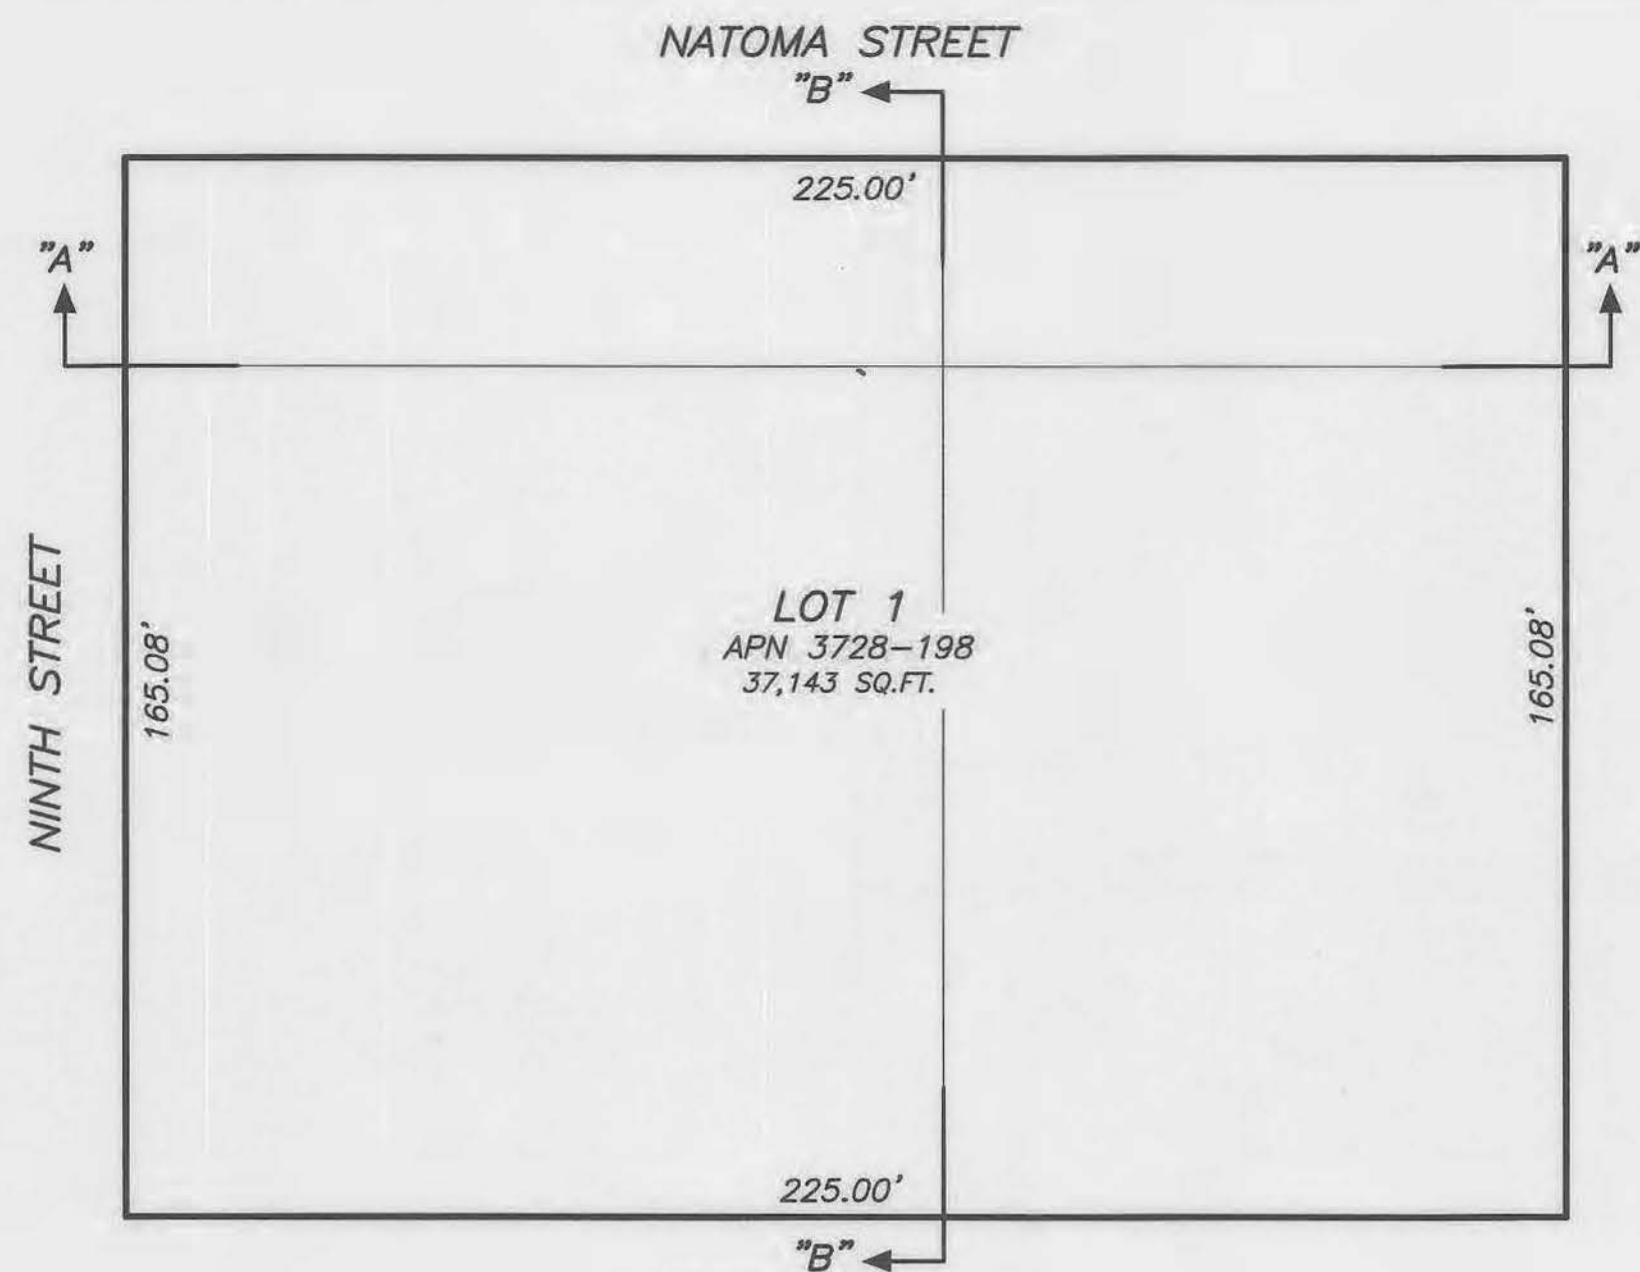 NATOMA STREET
"B"
225.00'
"A"
"A"
NINTH STREET
165.08'
LOT 1
APN 3728-198
37,143 SQ.FT.
165.08'
225.00'
"B"